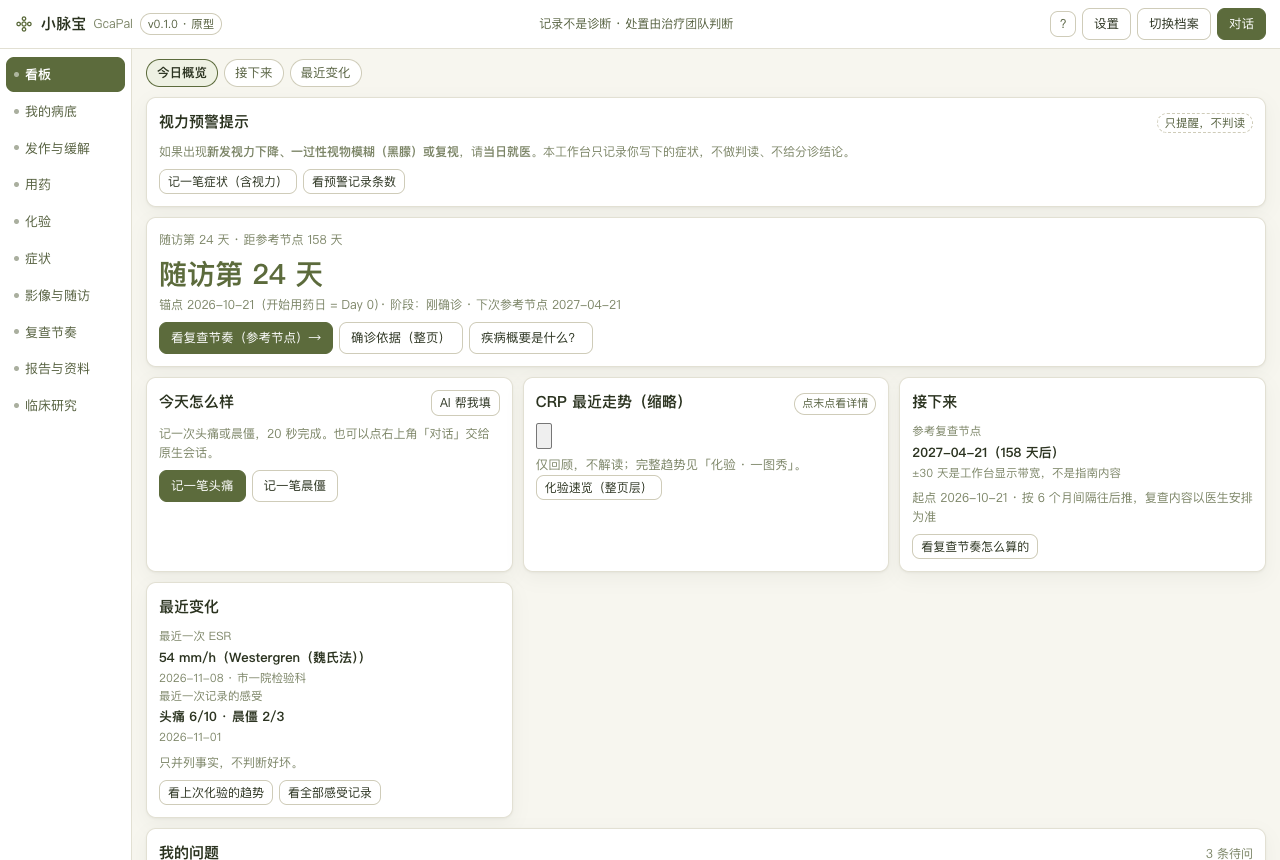 小脉宝 GcaPal v0.1.0 · 原型
记录不是诊断 · 处置由治疗团队判断
? 设置 切换档案 对话
看板
我的病底
发作与缓解
用药
化验
症状
影像与随访
复查节奏
报告与资料
临床研究
今日概览 接下来 最近变化
视力预警提示
只提醒，不判读
如果出现新发视力下降、一过性视物模糊（黑朦）或复视，请当日就医。本工作台只记录你写下的症状，不做判读、不给分诊结论。
记一笔症状（含视力） 看预警记录条数
随访第 24 天 · 距参考节点 158 天
随访第 24 天
锚点 2026-10-21（开始用药日 = Day 0）· 阶段：刚确诊 · 下次参考节点 2027-04-21
看复查节奏（参考节点）→ 确诊依据（整页） 疾病概要是什么？
今天怎么样
AI 帮我填
记一次头痛或晨僵，20 秒完成。也可以点右上角「对话」交给
原生会话。
记一笔头痛 记一笔晨僵
CRP 最近走势（缩略）
点末点看详情
仅回顾，不解读；完整趋势见「化验 · 一图秀」。
化验速览（整页层）
接下来
参考复查节点
2027-04-21（158 天后）
±30 天是工作台显示带宽，不是指南内容
起点 2026-10-21 · 按 6 个月间隔往后推，复查内容以医生安排
为准
看复查节奏怎么算的
最近变化
最近一次 ESR
54 mm/h（Westergren（魏氏法））
2026-11-08 · 市一院检验科
最近一次记录的感受
头痛 6/10 · 晨僵 2/3
2026-11-01
只并列事实，不判断好坏。
看上次化验的趋势 看全部感受记录
我的问题
3 条待问